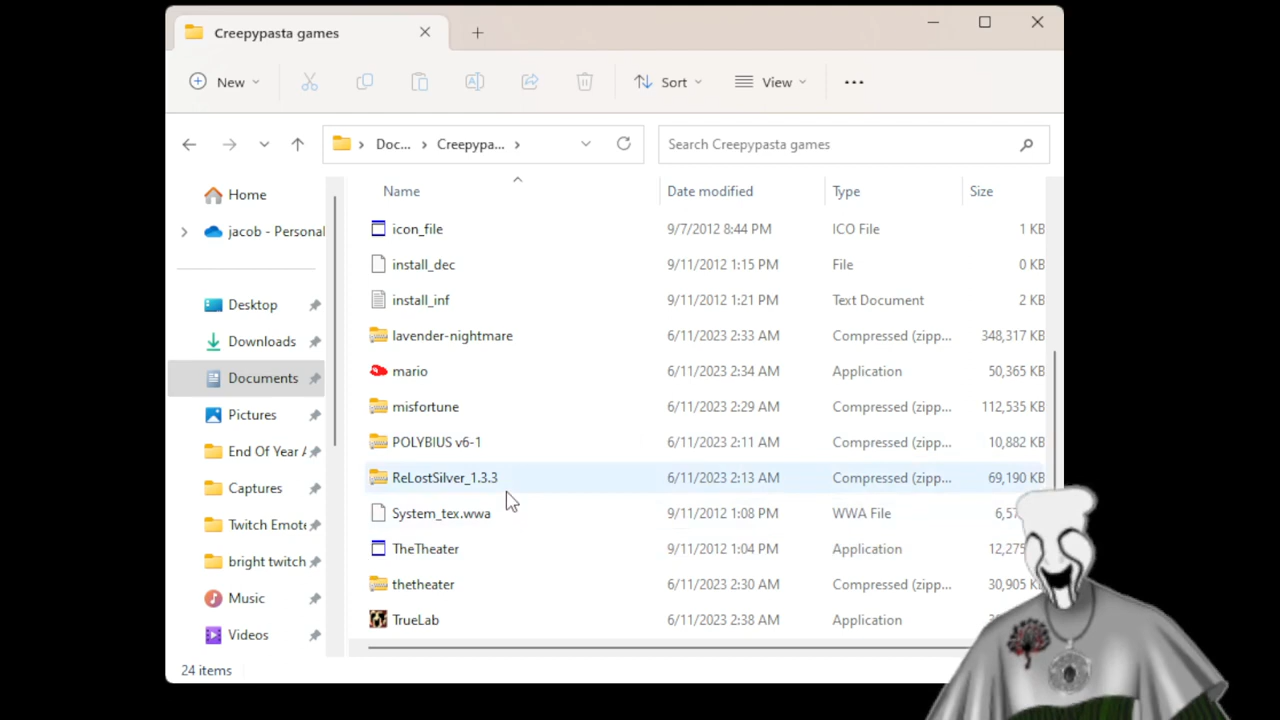 Creepypasta games
New
Sort
View
Doc...
Creepypa...
Search Creepypasta games
Name Date modified Type Size
Home
jacob - Personal
Desktop
Downloads
Documents
Pictures
End Of Year A
Captures
Twitch Emote
bright twitch
Music
Videos
icon_file 9/7/2012 8:44 PM ICO File 1 KB
install_dec 9/11/2012 1:15 PM File 0 KB
install_inf 9/11/2012 1:21 PM Text Document 2 KB
lavender-nightmare 6/11/2023 2:33 AM Compressed (zipp... 348,317 KB
mario 6/11/2023 2:34 AM Application 50,365 KB
misfortune 6/11/2023 2:29 AM Compressed (zipp... 112,535 KB
POLYBIUS v6-1 6/11/2023 2:11 AM Compressed (zipp... 10,882 KB
ReLostSilver_1.3.3 6/11/2023 2:13 AM Compressed (zipp... 69,190 KB
System_tex.wwa 9/11/2012 1:08 PM WWA File
TheTheater 9/11/2012 1:04 PM Application 12,275
thetheater 6/11/2023 2:30 AM Compressed (zipp... 30,905 KB
TrueLab 6/11/2023 2:38 AM Application
24 items